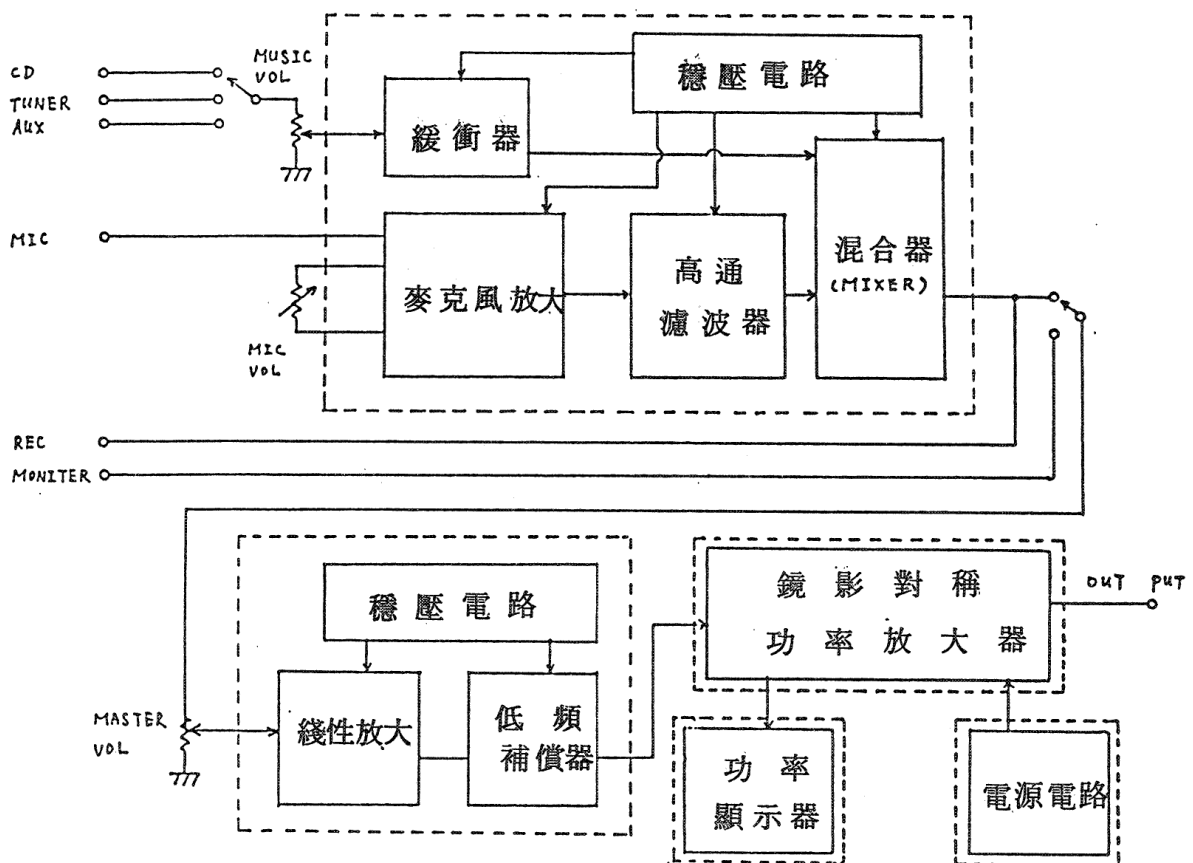 CD
TUNER
AUX
MUSIC
VOL
穩壓電路
緩衝器
MIC
麥克風放大
高通
濾波器
混合器
(MIXER)
MIC
VOL
REC
MONITER
穩壓電路
鏡影對稱
功率放大器
OUT PUT
MASTER
VOL
綫性放大
低頻
補償器
功率
顯示器
電源電路